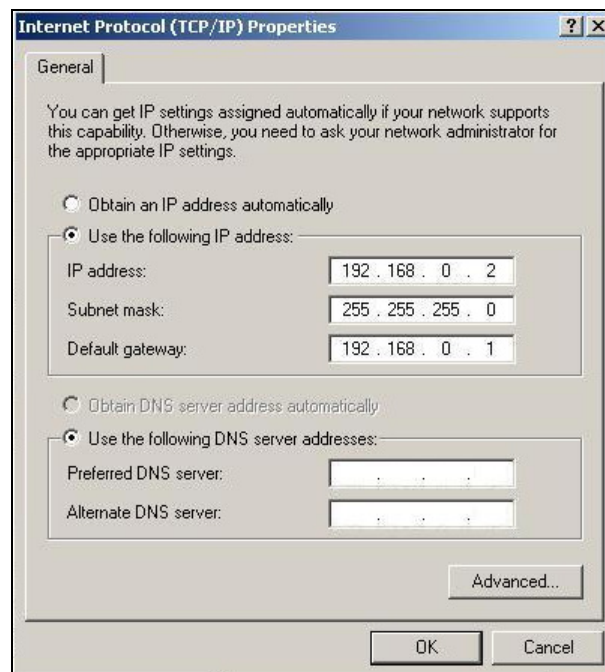 Internet Protocol (TCP/IP) Properties
General
You can get IP settings assigned automatically if your network supports
this capability. Otherwise, you need to ask your network administrator for
the appropriate IP settings.
Obtain an IP address automatically
Use the following IP address:
IP address: 192 . 168 . 0 . 2
Subnet mask: 255 . 255 . 255 . 0
Default gateway: 192 . 168 . 0 . 1
Obtain DNS server address automatically
Use the following DNS server addresses:
Preferred DNS server: . . .
Alternate DNS server: . . .
Advanced...
OK Cancel